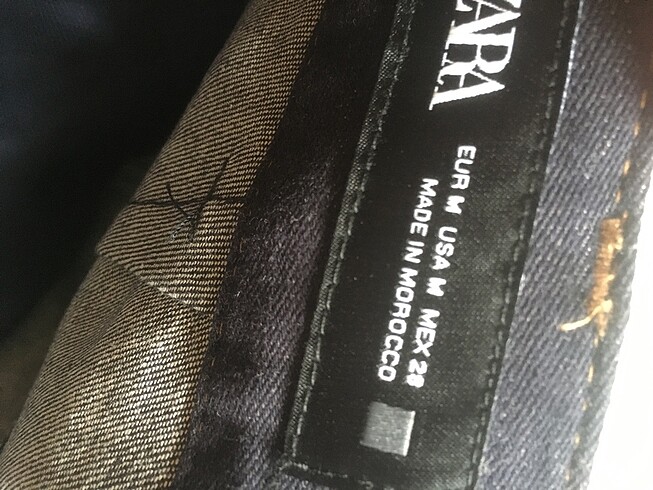 ZARA
EUR M USA M MEX 28
MADE IN MOROCCO